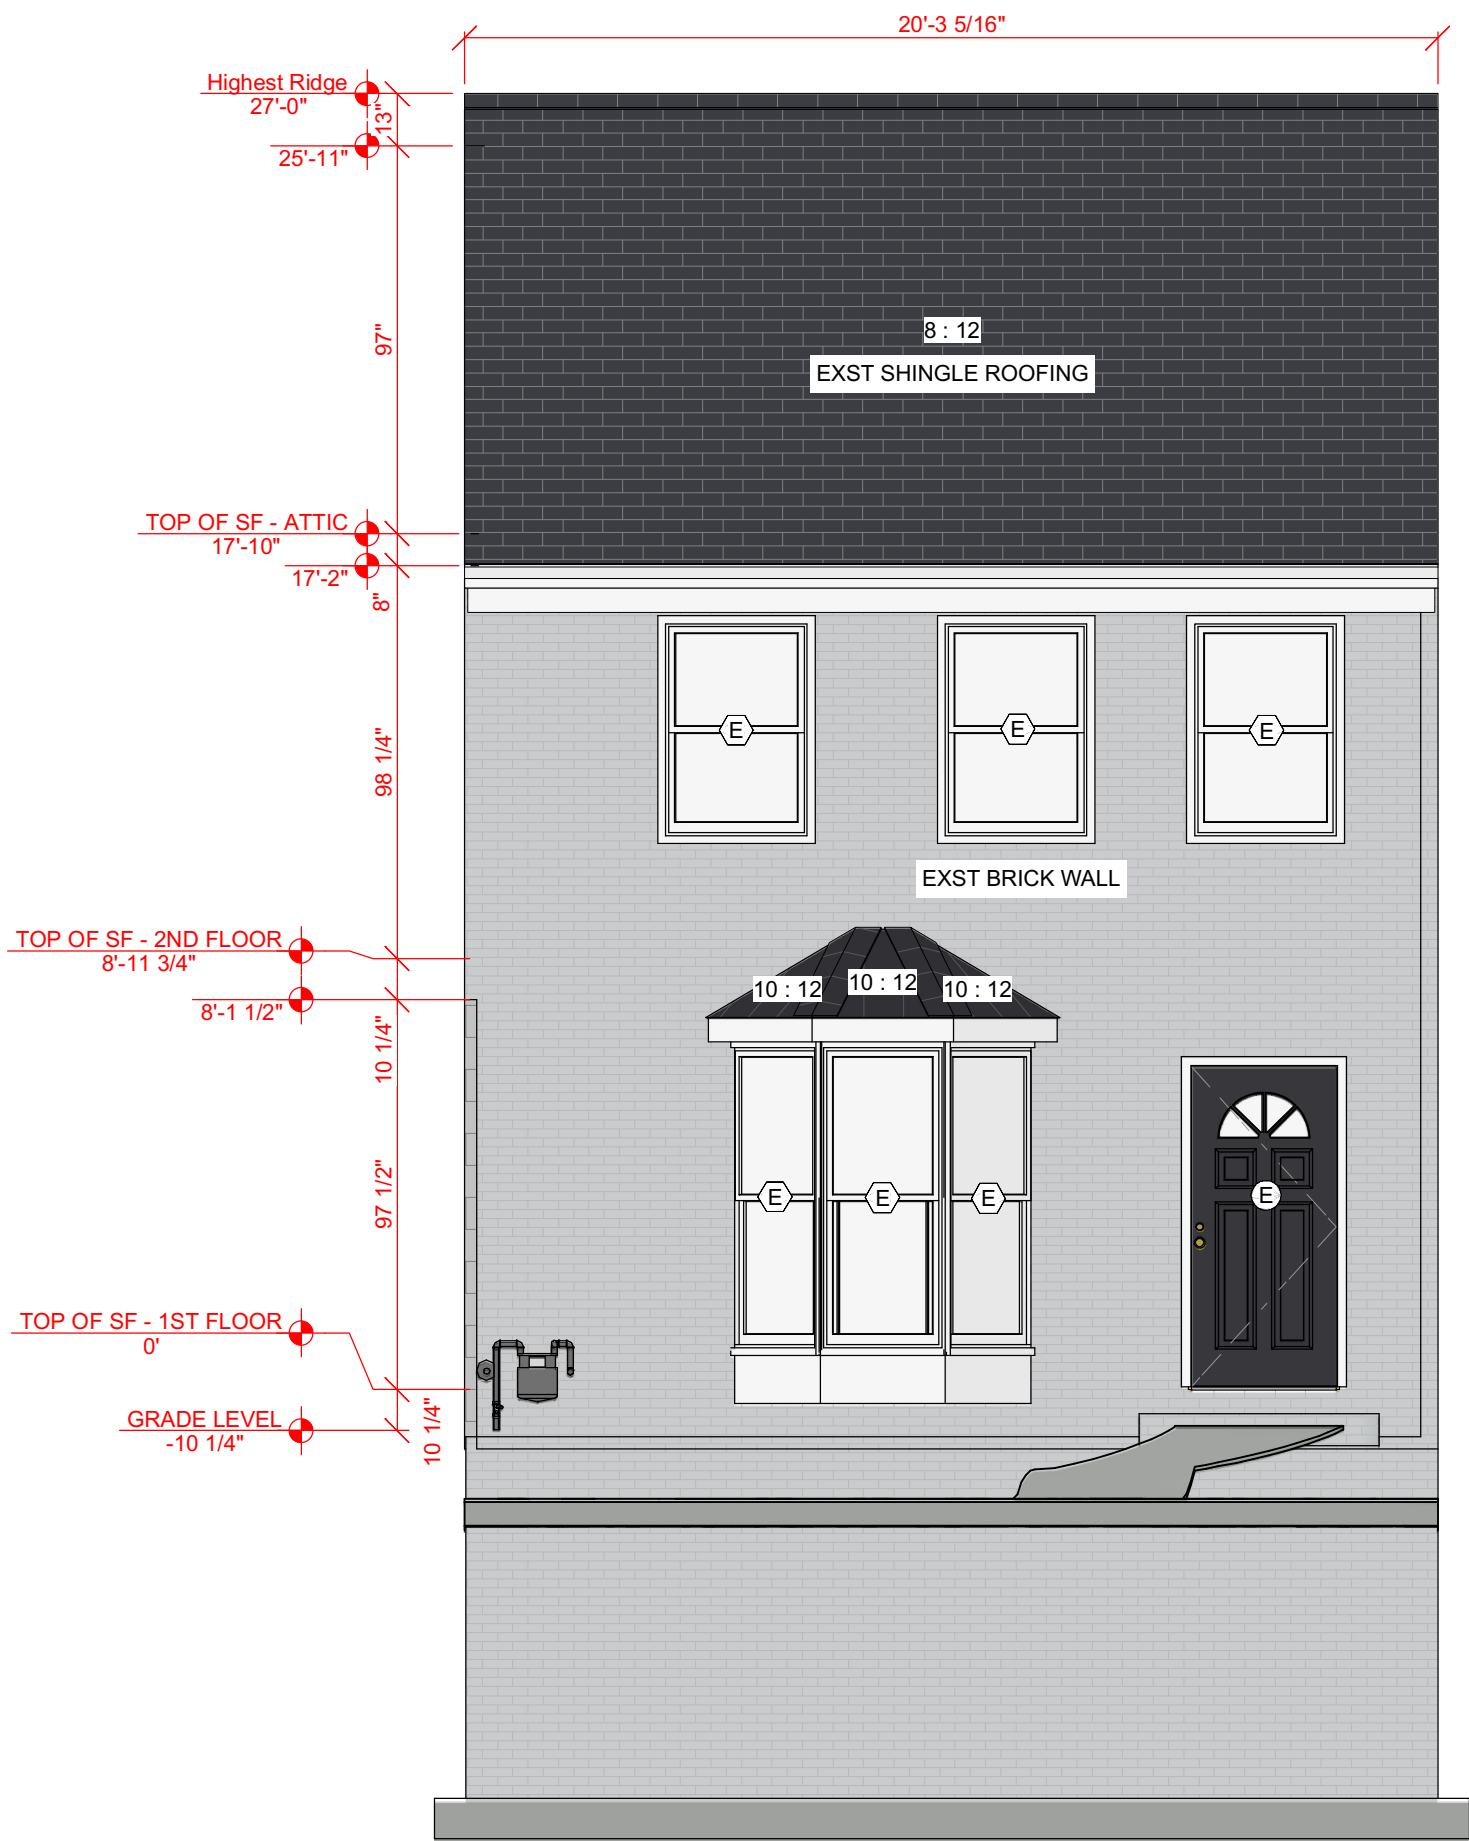 20'-3 5/16"
Highest Ridge
27'-0"
13"
25'-11"
97"
8 : 12
EXST SHINGLE ROOFING
TOP OF SF - ATTIC
17'-10"
17'-2"
8"
E
E
E
98 1/4"
EXST BRICK WALL
TOP OF SF - 2ND FLOOR
8'-11 3/4"
10 : 12
10 : 12
10 : 12
8'-1 1/2"
10 1/4"
97 1/2"
E
E
E
E
TOP OF SF - 1ST FLOOR
0'
GRADE LEVEL
-10 1/4"
10 1/4"